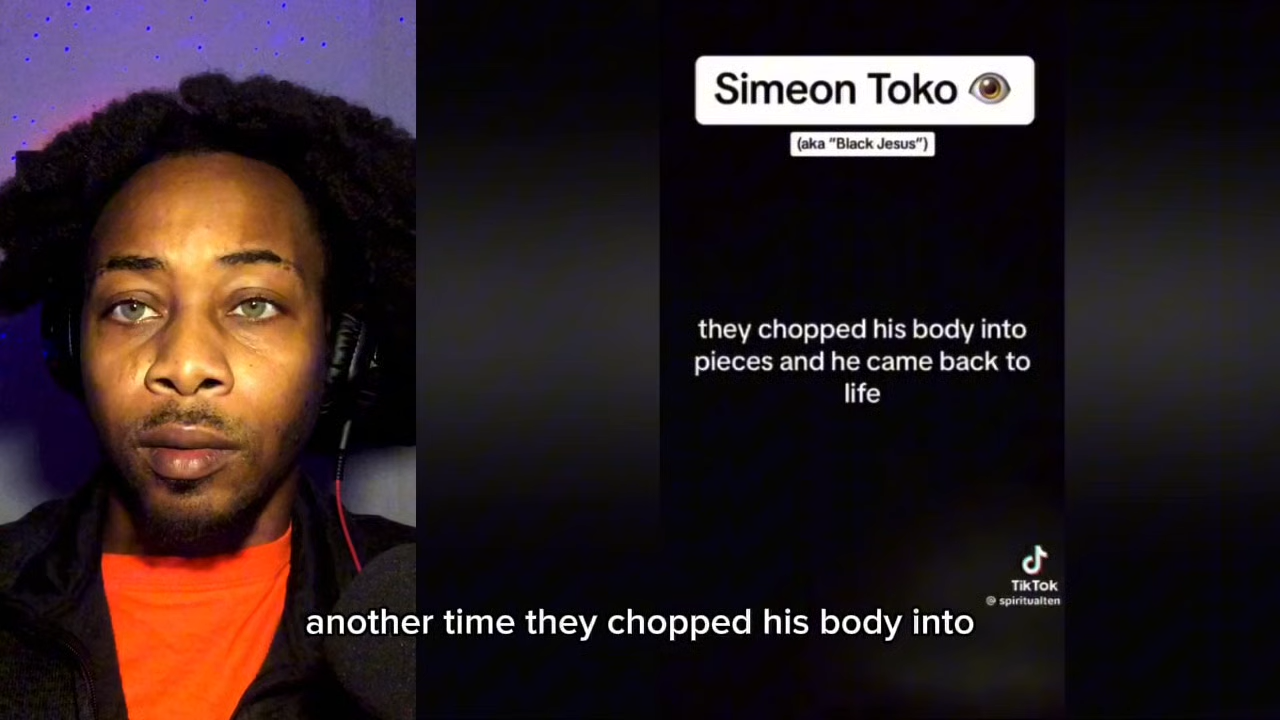 Simeon Toko 👁️
(aka “Black Jesus”)
they chopped his body into
pieces and he came back to
life
TikTok
@ spiritualten
another time they chopped his body into